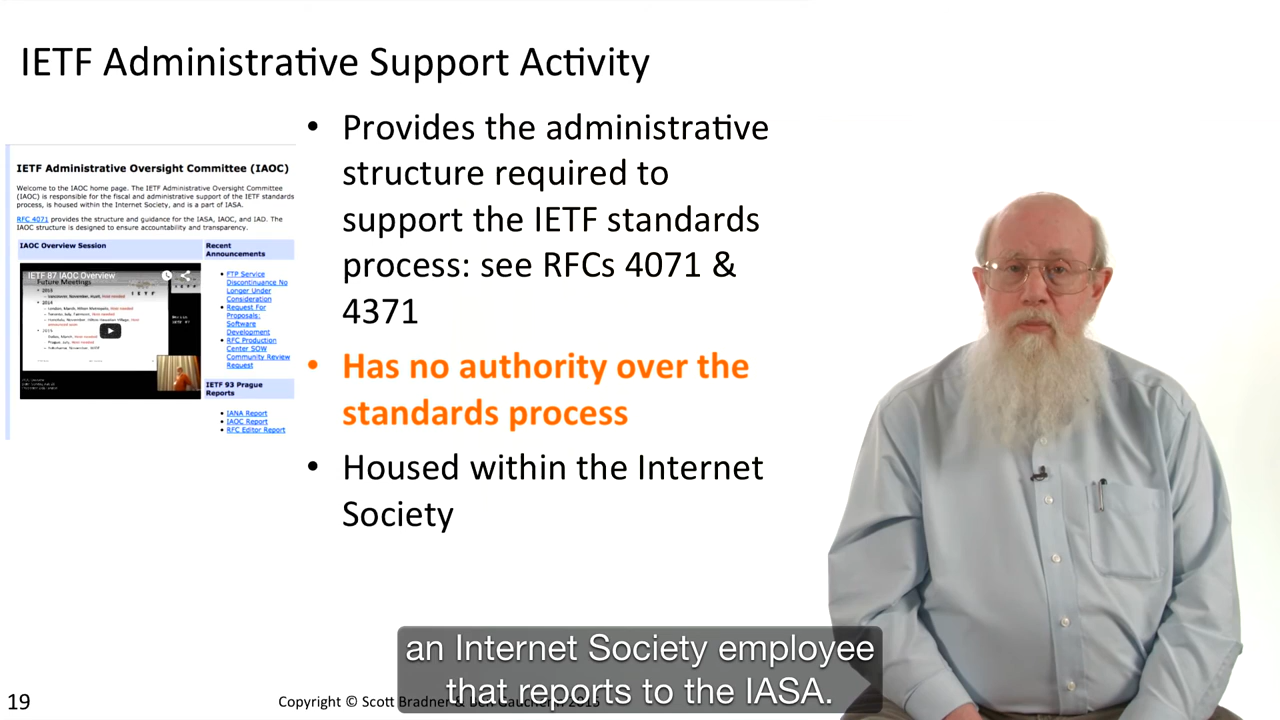 IETF Administrative Support Activity
IETF Administrative Oversight Committee (IAOC)
Welcome to the IAOC home page. The IETF Administrative Oversight Committee
(IAOC) is responsible for the fiscal and administrative support of the IETF standards
process, is housed within the Internet Society, and is a part of IASA.
RFC 4071 provides the structure and guidance for the IASA, IAOC, and IAD. The
IAOC structure is designed to ensure accountability and transparency.
IAOC Overview Session
IETF 87 IAOC Overview
Future Meetings
Recent
Announcements
• FTP Service
Discontinuance No
Longer Under
Consideration
• Request For
Proposals:
Software
Development
• RFC Production
Center SOW
Community Review
Request
IETF 93 Prague
Reports
• IANA Report
• IAOC Report
• RFC Editor Report
• Provides the administrative
structure required to
support the IETF standards
process: see RFCs 4071 &
4371
• Has no authority over the
standards process
• Housed within the Internet
Society
an Internet Society employee
that reports to the IASA.
19
Copyright © Scott Bradner &